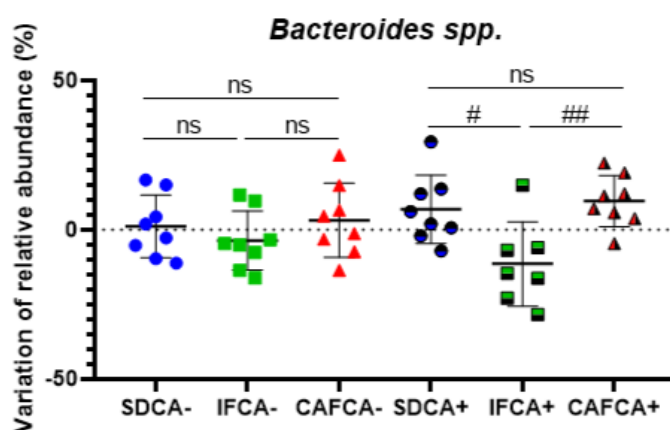 Bacteroides spp.
Variation of relative abundance (%)
50
0
-50
ns
ns
ns
ns
#
##
SDCA- IFCA- CAFCA- SDCA+ IFCA+ CAFCA+